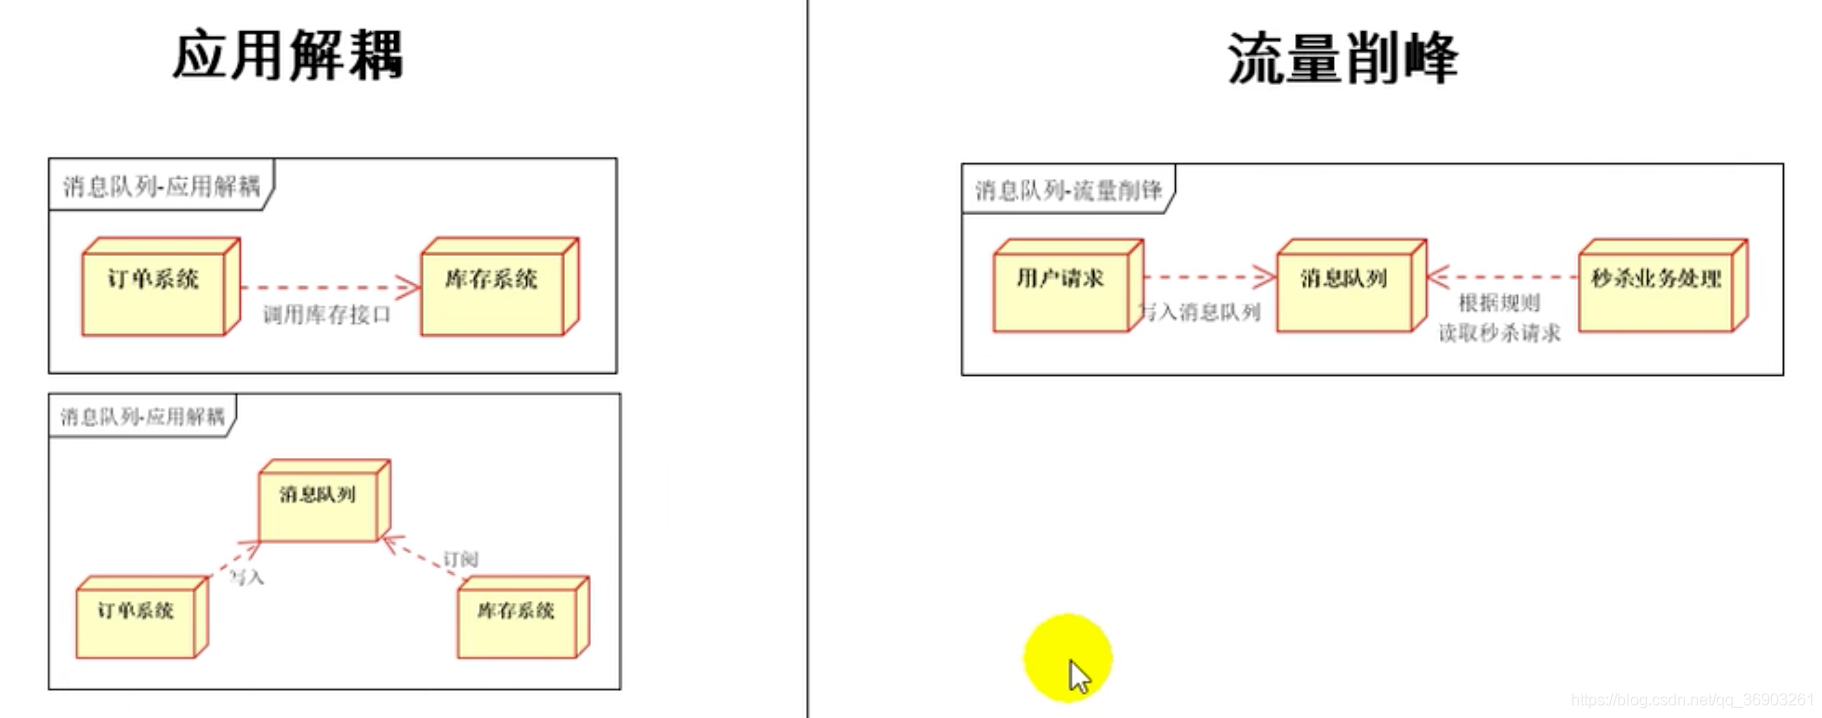 应用解耦
消息队列-应用解耦
订单系统
调用库存接口
库存系统
消息队列-应用解耦
消息队列
写入
订阅
订单系统
库存系统
流量削峰
消息队列-流量削锋
用户请求
写入消息队列
消息队列
根据规则
读取秒杀请求
秒杀业务处理
https://blog.csdn.net/qq_36903261